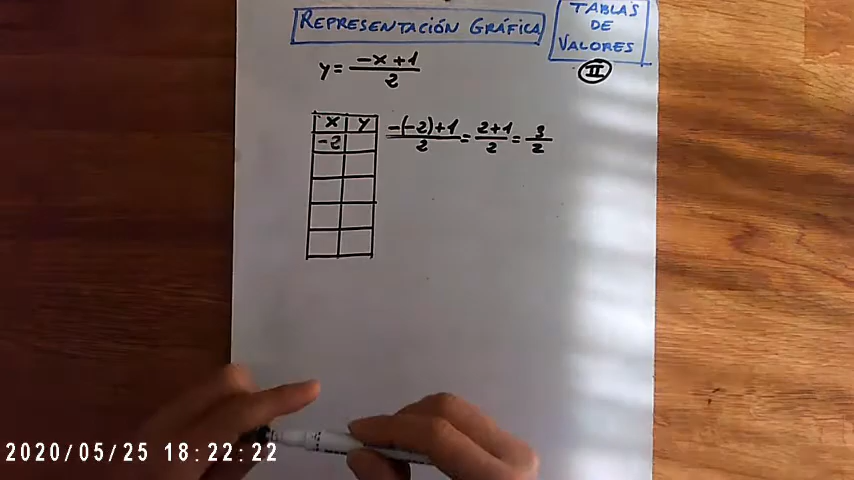 REPRESENTACIÓN GRÁFICA
TABLAS
DE
VALORES
II
y = (-x+1)/2
x y
-2
(-(-2)+1)/2 = (2+1)/2 = 3/2
2020/05/25 18:22:22